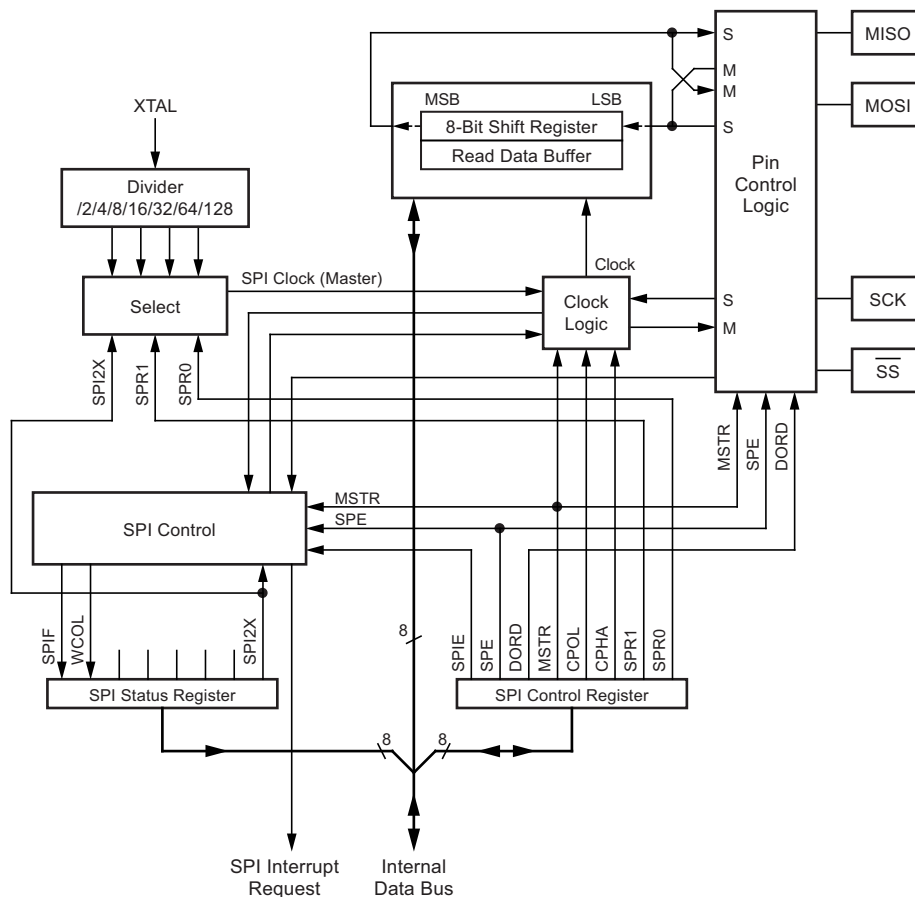 S
MISO
M
M
MOSI
MSB
LSB
XTAL
8-Bit Shift Register
S
Read Data Buffer
Pin
Control
Logic
Divider
/2/4/8/16/32/64/128
Clock
SPI Clock (Master)
Select
Clock
Logic
S
M
SCK
SPI2X
SPR1
SPR0
SS
MSTR
SPE
DORD
MSTR
SPE
SPI Control
SPIF
WCOL
SPI2X
8
SPIE
SPE
DORD
MSTR
CPOL
CPHA
SPR1
SPR0
SPI Status Register
SPI Control Register
8
8
SPI Interrupt
Request
Internal
Data Bus